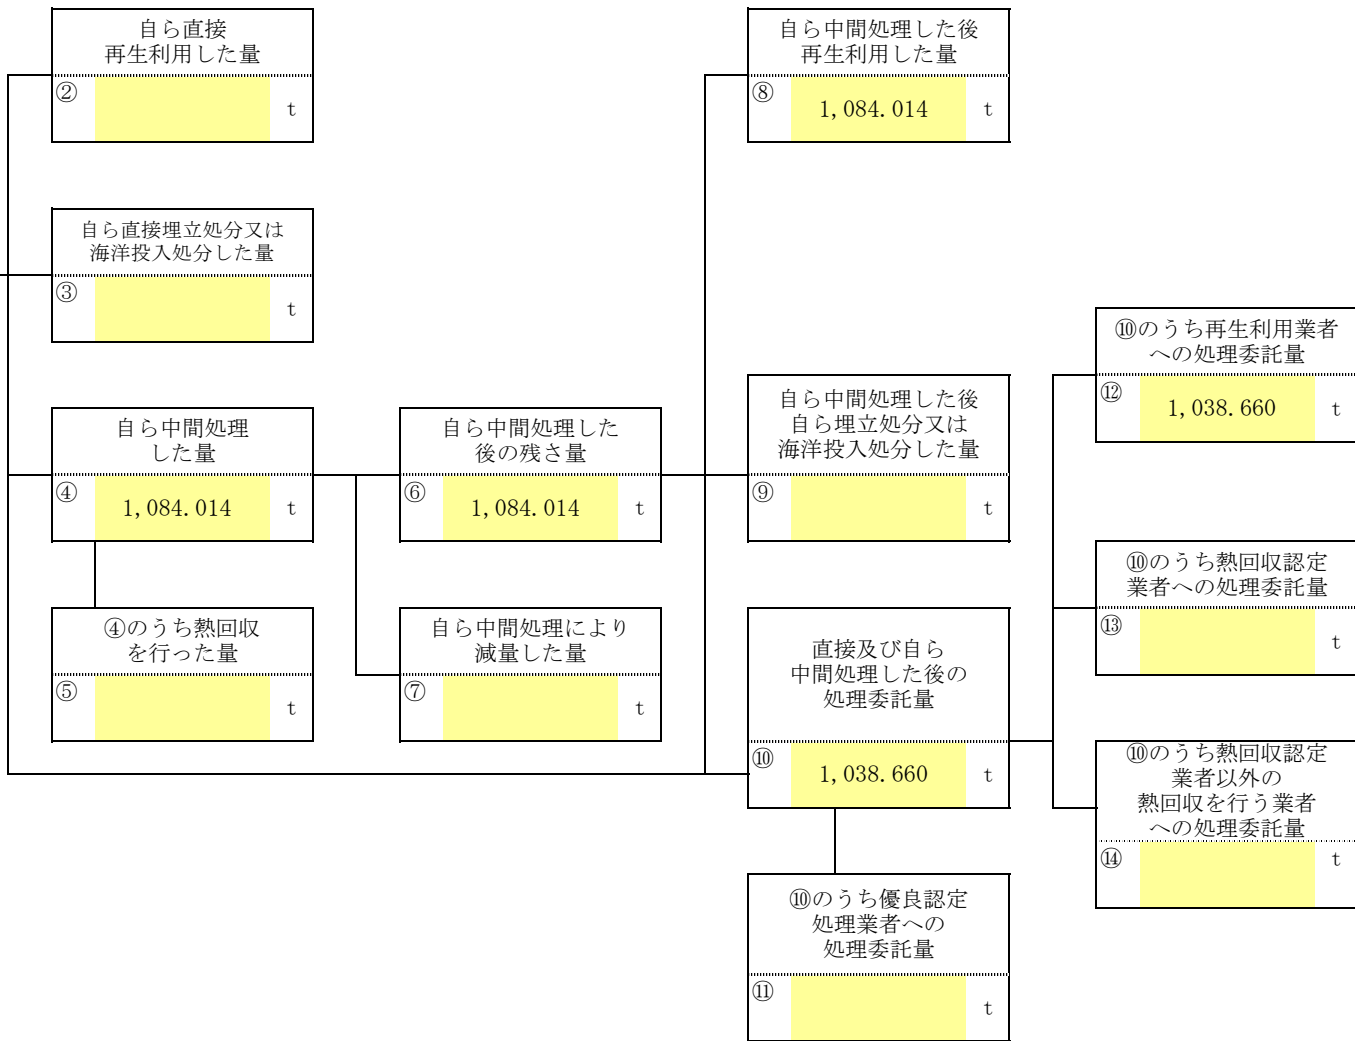 自ら直接
再生利用した量
②
t
自ら直接埋立処分又は
海洋投入処分した量
③
t
自ら中間処理
した量
④
1,084.014
t
④のうち熱回収
を行った量
⑤
t
自ら中間処理した
後の残さ量
⑥
1,084.014
t
自ら中間処理により
減量した量
⑦
t
自ら中間処理した後
再生利用した量
⑧
1,084.014
t
自ら中間処理した後
自ら埋立処分又は
海洋投入処分した量
⑨
t
直接及び自ら
中間処理した後の
処理委託量
⑩
1,038.660
t
⑩のうち優良認定
処理業者への
処理委託量
⑪
t
⑩のうち再生利用業者
への処理委託量
⑫
1,038.660
t
⑩のうち熱回収認定
業者への処理委託量
⑬
t
⑩のうち熱回収認定
業者以外の
熱回収を行う業者
への処理委託量
⑭
t